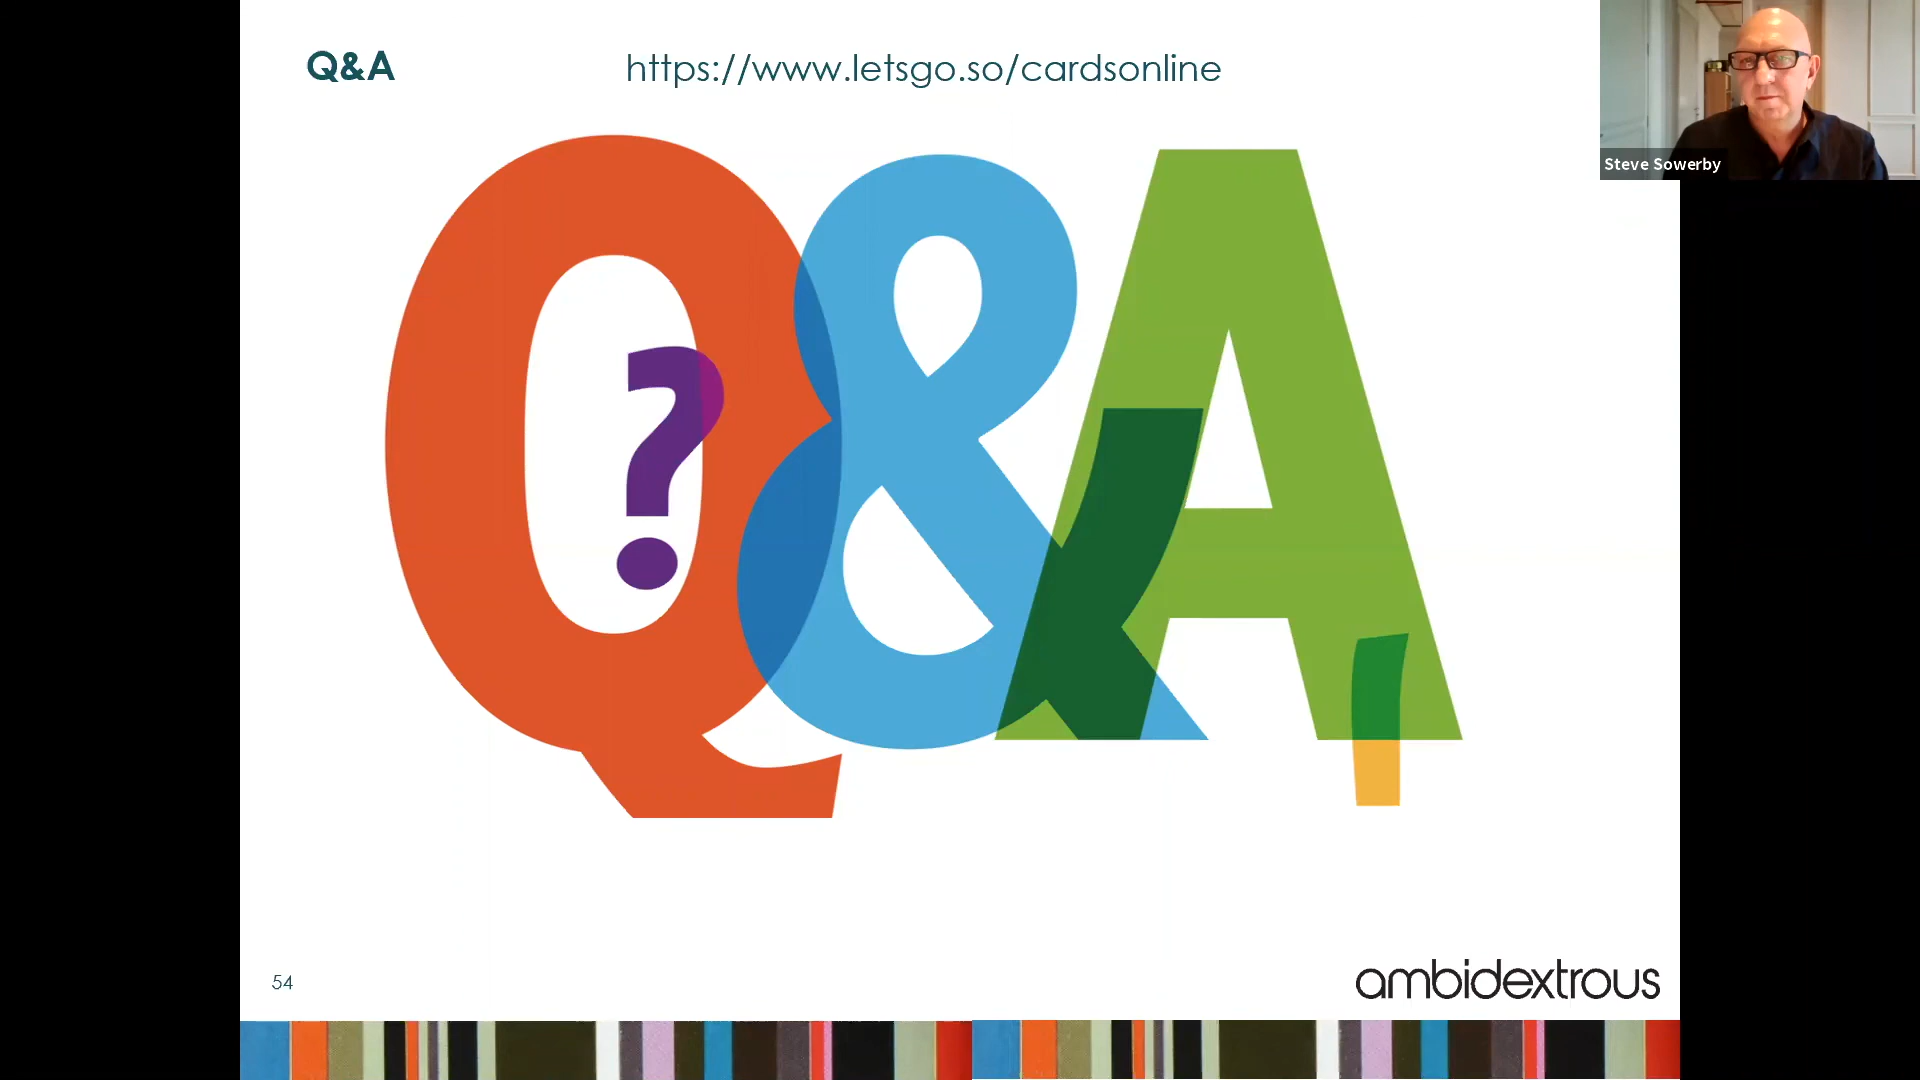 Q&A
https://www.letsgo.so/cardsonline
Steve Sowerby
Q&A
?
54
ambidextrous